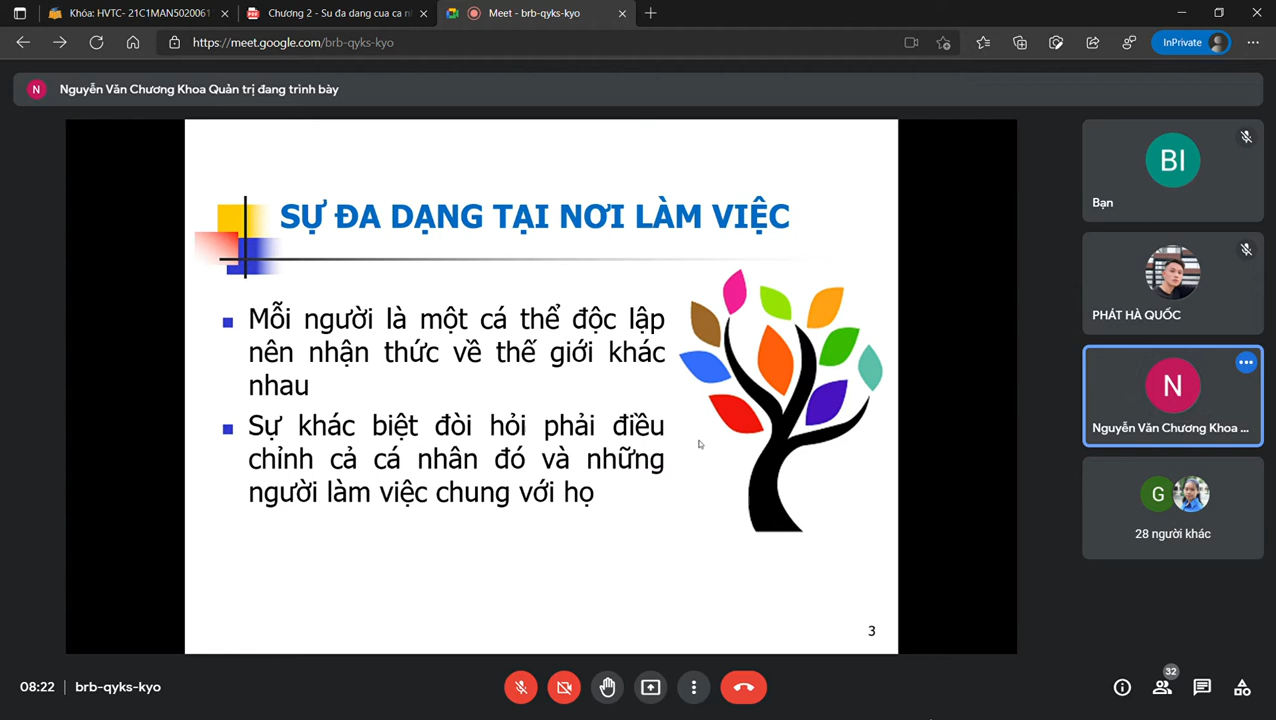 Khóa: HVTC- 21C1MAN5020061
Chương 2 - Su đa dang cua ca n
Meet - brb-qyks-kyo
https://meet.google.com/brb-qyks-kyo
InPrivate
N
Nguyễn Văn Chương Khoa Quản trị đang trình bày
SỰ ĐA DẠNG TẠI NƠI LÀM VIỆC
Mỗi người là một cá thể độc lập
nên nhận thức về thế giới khác
nhau
Sự khác biệt đòi hỏi phải điều
chỉnh cả cá nhân đó và những
người làm việc chung với họ
3
BI
Bạn
PHÁT HÀ QUỐC
N
Nguyễn Văn Chương Khoa ...
G
28 người khác
08:22 | brb-qyks-kyo
32